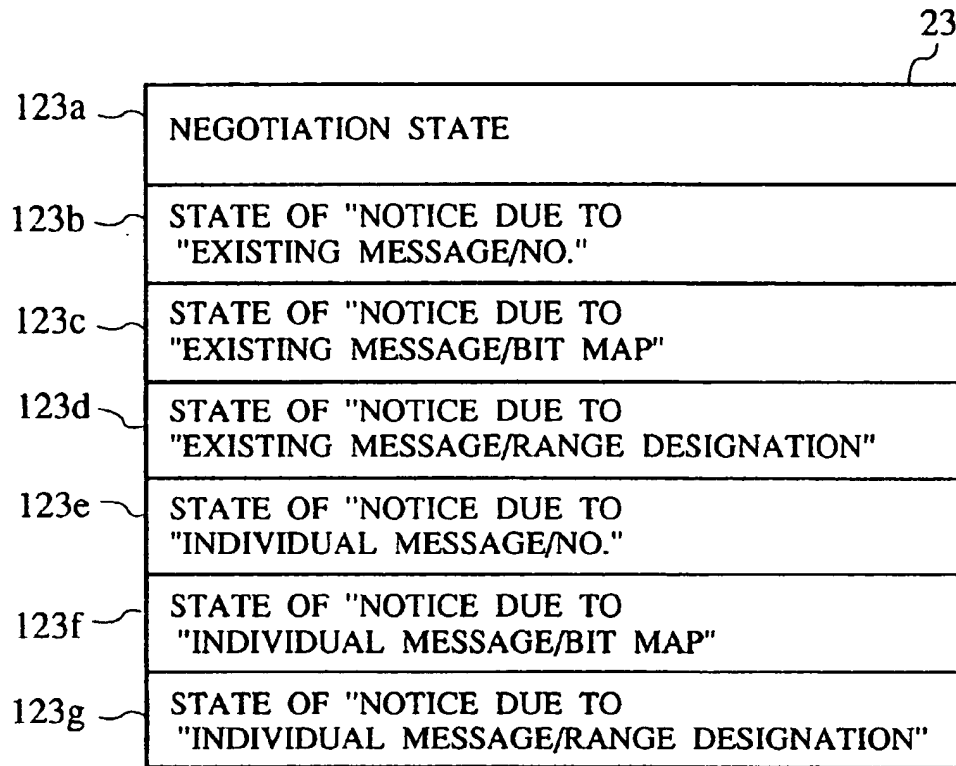 23
123a
NEGOTIATION STATE
123b
STATE OF "NOTICE DUE TO
"EXISTING MESSAGE/NO."
123c
STATE OF "NOTICE DUE TO
"EXISTING MESSAGE/BIT MAP"
123d
STATE OF "NOTICE DUE TO
"EXISTING MESSAGE/RANGE DESIGNATION"
123e
STATE OF "NOTICE DUE TO
"INDIVIDUAL MESSAGE/NO."
123f
STATE OF "NOTICE DUE TO
"INDIVIDUAL MESSAGE/BIT MAP"
123g
STATE OF "NOTICE DUE TO
"INDIVIDUAL MESSAGE/RANGE DESIGNATION"